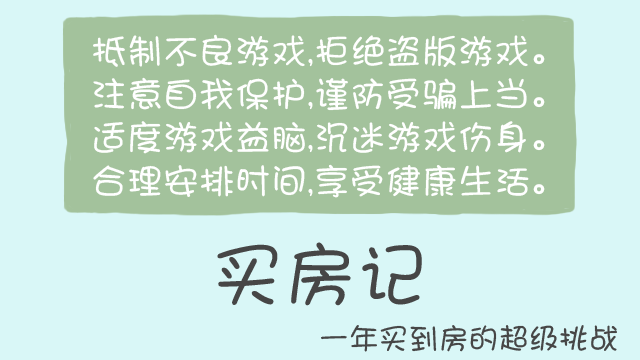 抵制不良游戏,拒绝盗版游戏。
注意自我保护,谨防受骗上当。
适度游戏益脑,沉迷游戏伤身。
合理安排时间,享受健康生活。
买房记
一年买到房的超级挑战